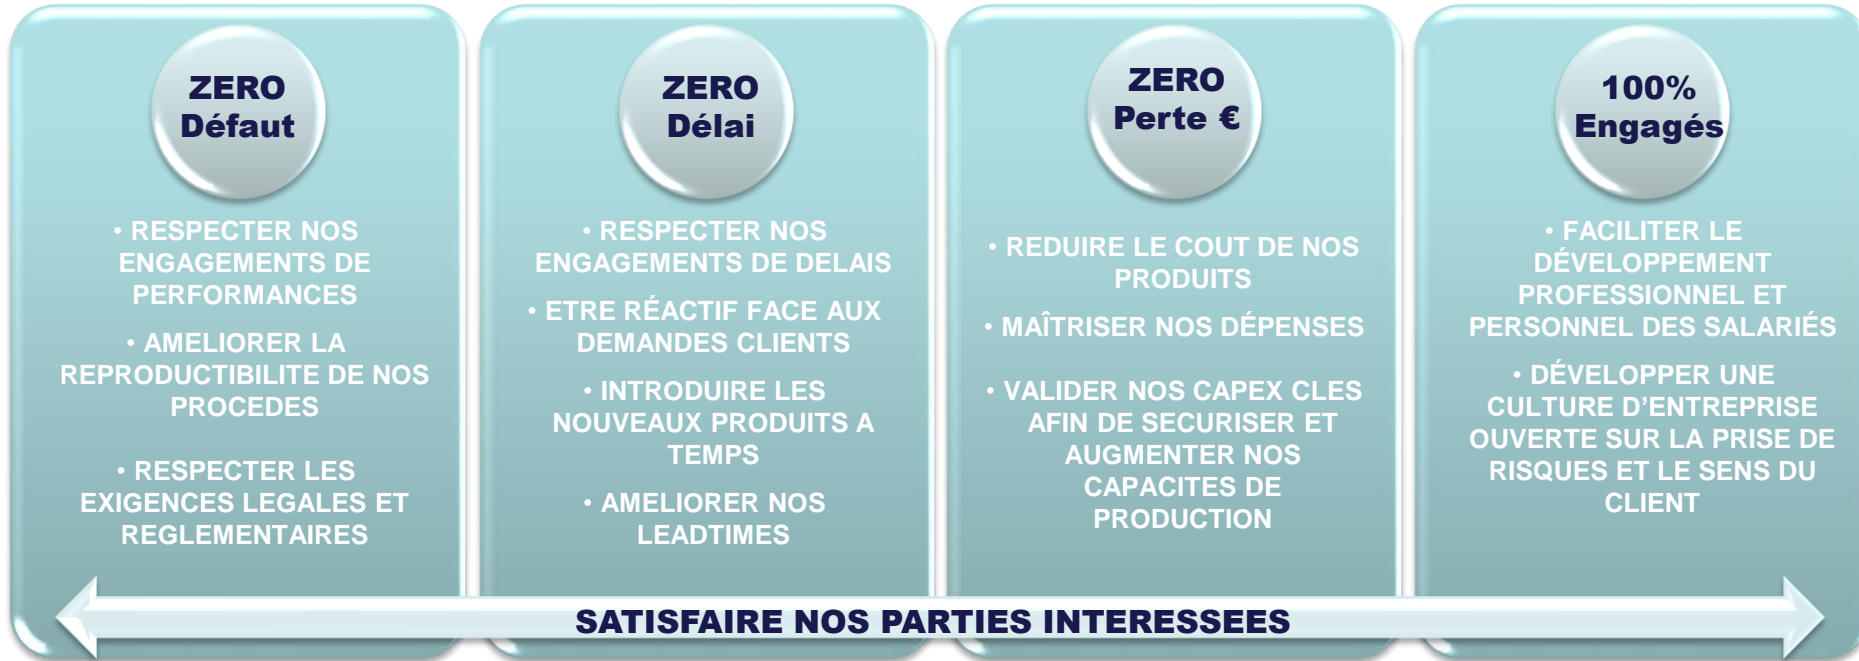 ZERO
Défaut
• RESPECTER NOS
ENGAGEMENTS DE
PERFORMANCES
• AMELIORER LA
REPRODUCTIBILITE DE NOS
PROCEDES
• RESPECTER LES
EXIGENCES LEGALES ET
REGLEMENTAIRES
ZERO
Délai
• RESPECTER NOS
ENGAGEMENTS DE DELAIS
• ETRE RÉACTIF FACE AUX
DEMANDES CLIENTS
• INTRODUIRE LES
NOUVEAUX PRODUITS A
TEMPS
• AMELIORER NOS
LEADTIMES
ZERO
Perte €
• REDUIRE LE COUT DE NOS
PRODUITS
• MAÎTRISER NOS DÉPENSES
• VALIDER NOS CAPEX CLES
AFIN DE SECURISER ET
AUGMENTER NOS
CAPACITES DE
PRODUCTION
100%
Engagés
• FACILITER LE
DÉVELOPPEMENT
PROFESSIONNEL ET
PERSONNEL DES SALARIÉS
• DÉVELOPPER UNE
CULTURE D’ENTREPRISE
OUVERTE SUR LA PRISE DE
RISQUES ET LE SENS DU
CLIENT
SATISFAIRE NOS PARTIES INTERESSEES